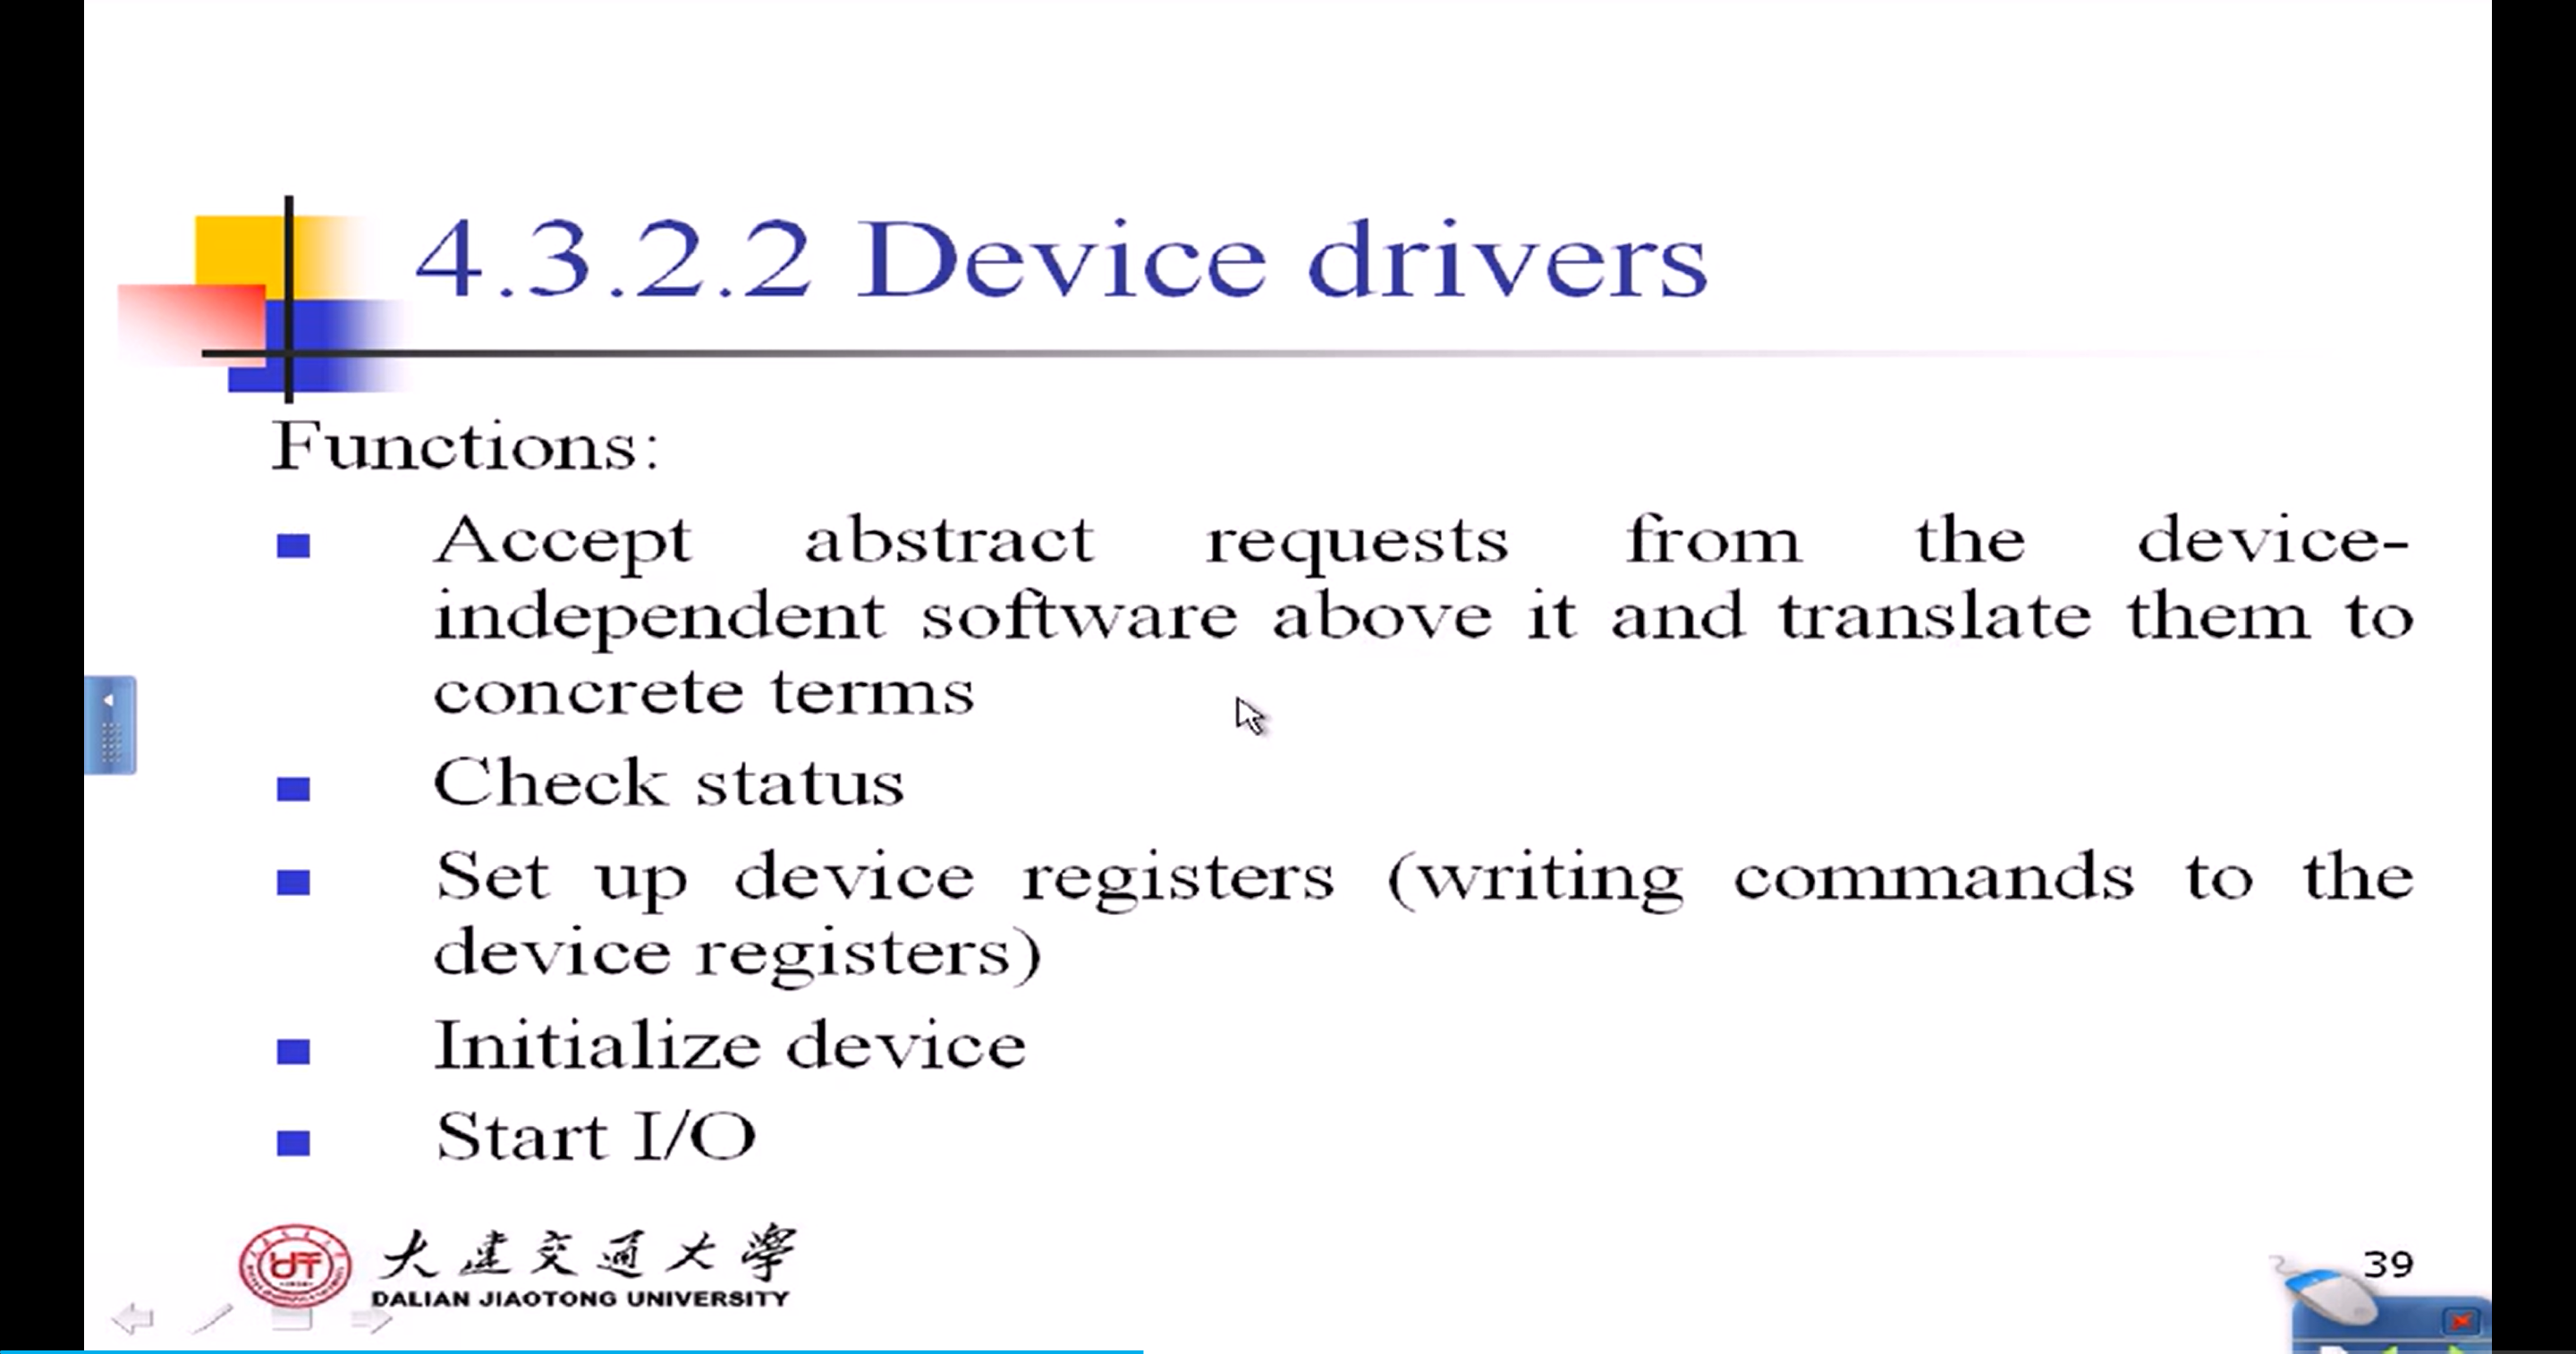 4.3.2.2 Device drivers
Functions:
Accept abstract requests from the device-
independent software above it and translate them to
concrete terms
Check status
Set up device registers (writing commands to the
device registers)
Initialize device
Start I/O
大连交通大學
DALIAN JIAOTONG UNIVERSITY
39